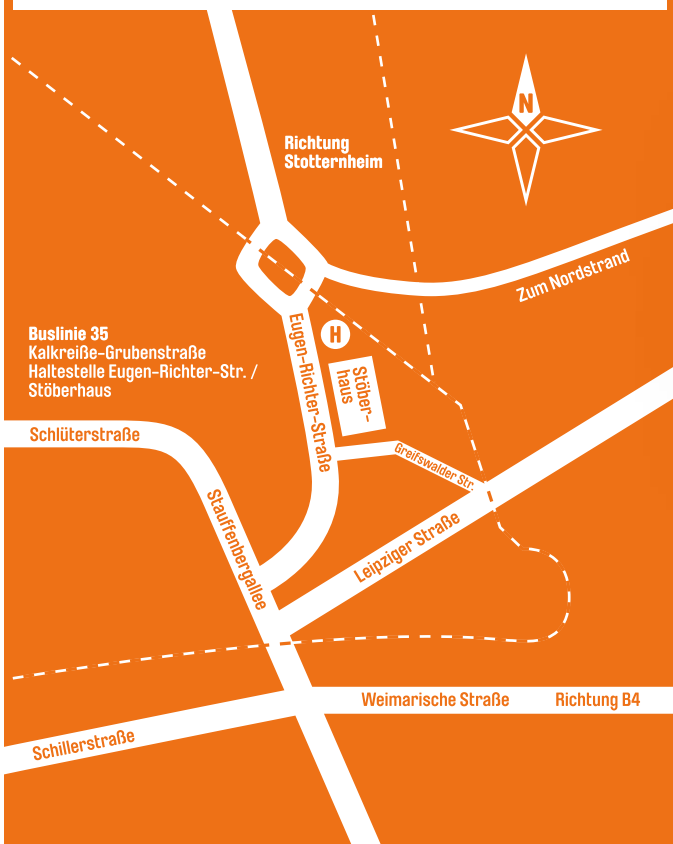 N
Richtung
Stotternheim
Zum Nordstrand
Buslinie 35
Kalkreiße-Grubenstraße
Haltestelle Eugen-Richter-Str. /
Stöberhaus
H
Eugen-Richter-Straße
Stöber-
haus
Schlüterstraße
Greifswalder Str.
Stauffenbergallee
Leipziger Straße
Weimarische Straße
Richtung B4
Schillerstraße